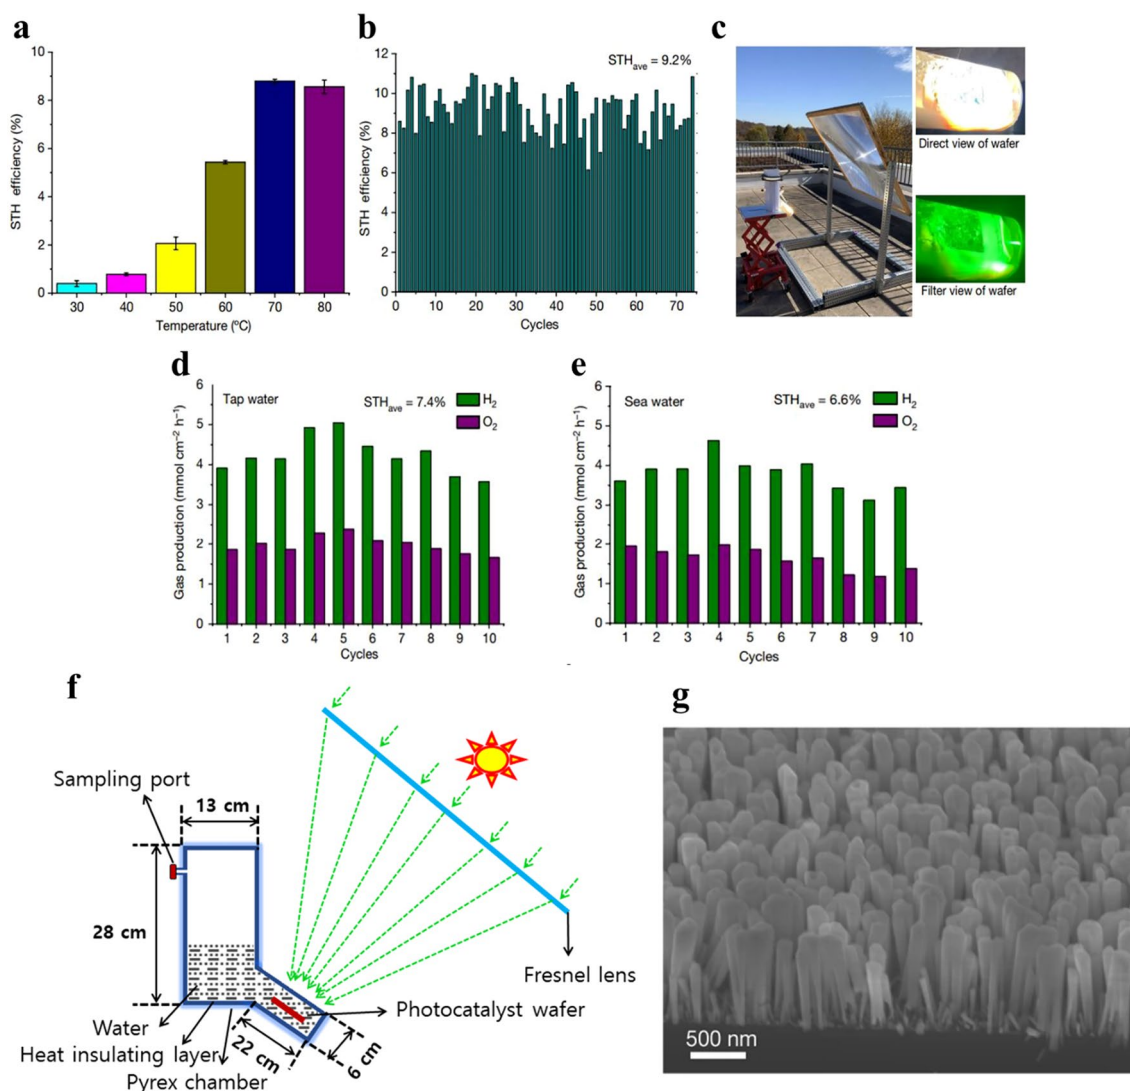 a
STH efficiency (%)
10
8
6
4
2
0
30 40 50 60 70 80
Temperature (ºC)
b
STH efficiency (%)
STHave = 9.2%
12
10
8
6
4
2
0
0 10 20 30 40 50 60 70
Cycles
c
Direct view of wafer
Filter view of wafer
d
Gas production (mmol cm⁻² h⁻¹)
6
5
4
3
2
1
0
Tap water
STHave = 7.4%
H₂
O₂
1 2 3 4 5 6 7 8 9 10
Cycles
e
Gas production (mmol cm⁻² h⁻¹)
6
5
4
3
2
1
0
Sea water
STHave = 6.6%
H₂
O₂
1 2 3 4 5 6 7 8 9 10
Cycles
f
Sampling port
13 cm
28 cm
Water
Heat insulating layer
Pyrex chamber
22 cm
6 cm
Photocatalyst wafer
Fresnel lens
g
500 nm